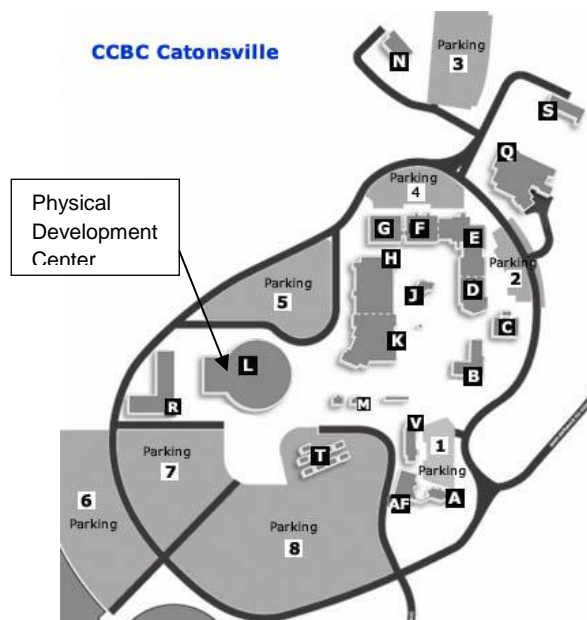 CCBC Catonsville
N
Parking
3
S
Q
Parking
4
Physical
Development
Center
G
F
E
H
Parking
2
Parking
5
J
D
C
K
L
B
R
M
V
1
Parking
Parking
7
T
6
Parking
AF
A
8
Parking